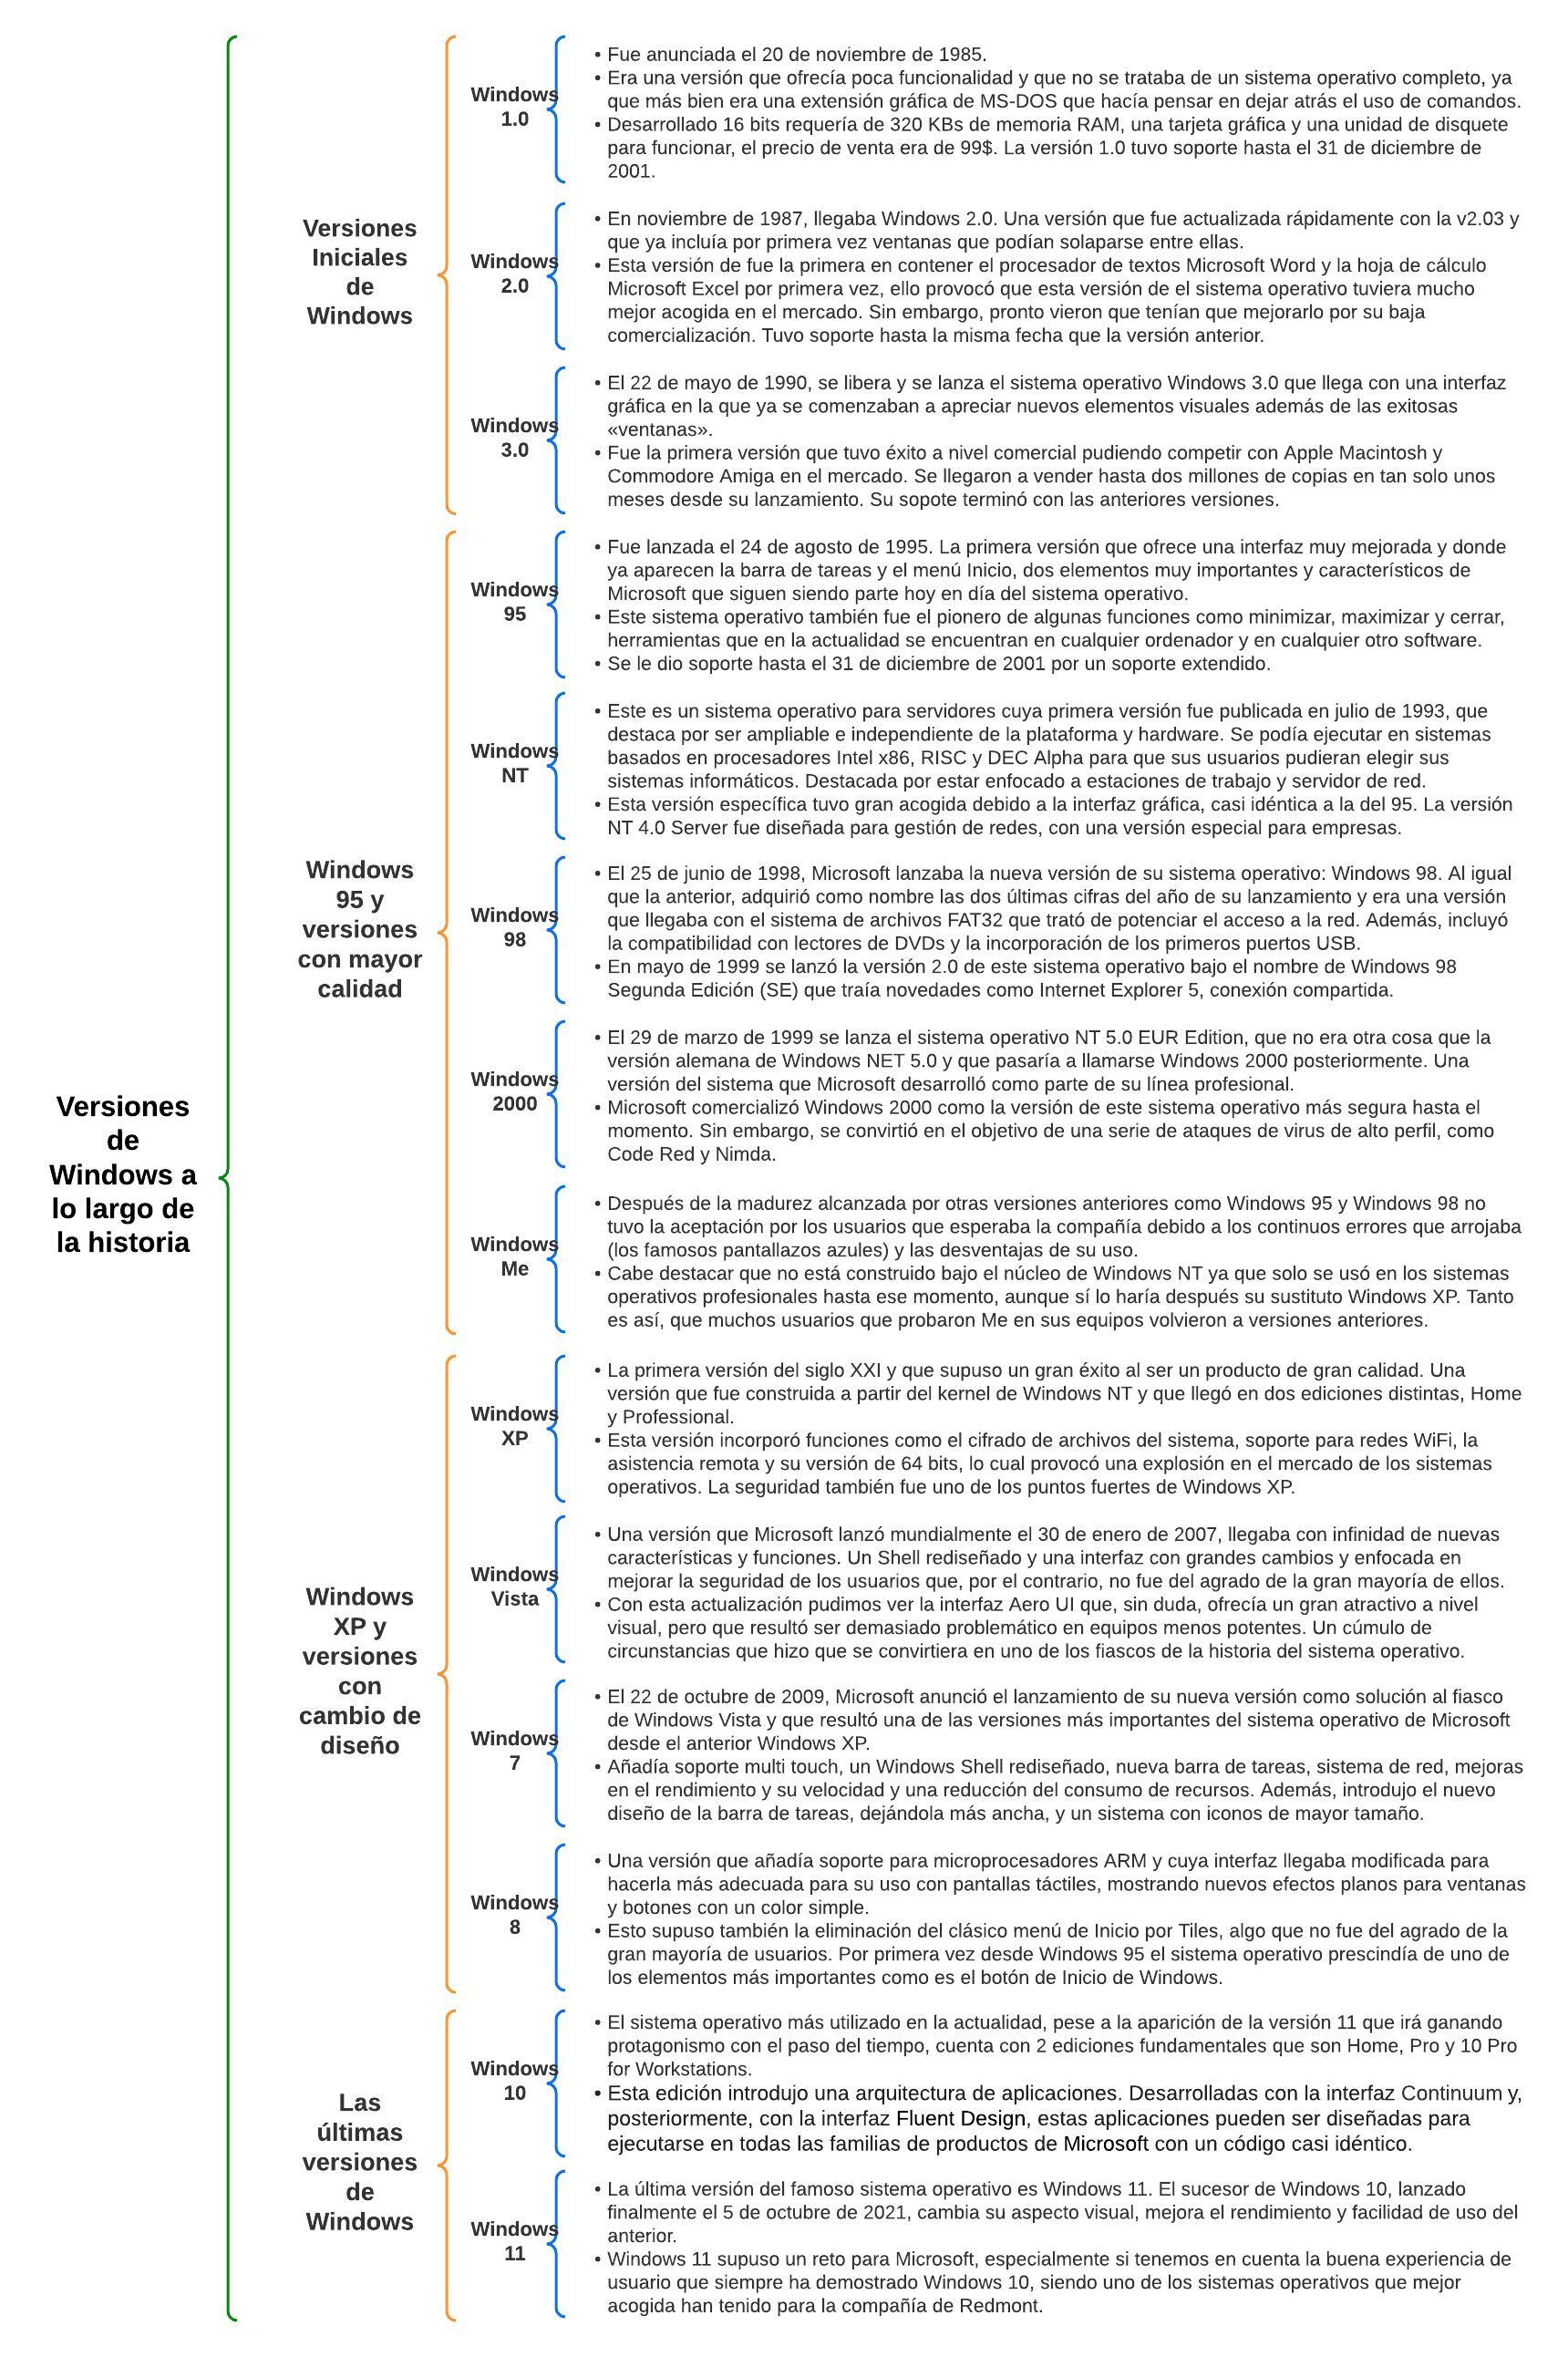 Versiones
de
Windows a
lo largo de
la historia
Versiones
Iniciales
de
Windows
Windows
1.0
• Fue anunciada el 20 de noviembre de 1985.
• Era una versión que ofrecía poca funcionalidad y que no se trataba de un sistema operativo completo, ya
que más bien era una extensión gráfica de MS-DOS que hacía pensar en dejar atrás el uso de comandos.
• Desarrollado 16 bits requería de 320 KBs de memoria RAM, una tarjeta gráfica y una unidad de disquete
para funcionar, el precio de venta era de 99$. La versión 1.0 tuvo soporte hasta el 31 de diciembre de
2001.
Windows
2.0
• En noviembre de 1987, llegaba Windows 2.0. Una versión que fue actualizada rápidamente con la v2.03 y
que ya incluía por primera vez ventanas que podían solaparse entre ellas.
• Esta versión de fue la primera en contener el procesador de textos Microsoft Word y la hoja de cálculo
Microsoft Excel por primera vez, ello provocó que esta versión de el sistema operativo tuviera mucho
mejor acogida en el mercado. Sin embargo, pronto vieron que tenían que mejorarlo por su baja
comercialización. Tuvo soporte hasta la misma fecha que la versión anterior.
Windows
3.0
• El 22 de mayo de 1990, se libera y se lanza el sistema operativo Windows 3.0 que llega con una interfaz
gráfica en la que ya se comenzaban a apreciar nuevos elementos visuales además de las exitosas
«ventanas».
• Fue la primera versión que tuvo éxito a nivel comercial pudiendo competir con Apple Macintosh y
Commodore Amiga en el mercado. Se llegaron a vender hasta dos millones de copias en tan solo unos
meses desde su lanzamiento. Su sopote terminó con las anteriores versiones.
Windows
95 y
versiones
con mayor
calidad
Windows
95
• Fue lanzada el 24 de agosto de 1995. La primera versión que ofrece una interfaz muy mejorada y donde
ya aparecen la barra de tareas y el menú Inicio, dos elementos muy importantes y característicos de
Microsoft que siguen siendo parte hoy en día del sistema operativo.
• Este sistema operativo también fue el pionero de algunas funciones como minimizar, maximizar y cerrar,
herramientas que en la actualidad se encuentran en cualquier ordenador y en cualquier otro software.
• Se le dio soporte hasta el 31 de diciembre de 2001 por un soporte extendido.
Windows
NT
• Este es un sistema operativo para servidores cuya primera versión fue publicada en julio de 1993, que
destaca por ser ampliable e independiente de la plataforma y hardware. Se podía ejecutar en sistemas
basados en procesadores Intel x86, RISC y DEC Alpha para que sus usuarios pudieran elegir sus
sistemas informáticos. Destacada por estar enfocado a estaciones de trabajo y servidor de red.
• Esta versión específica tuvo gran acogida debido a la interfaz gráfica, casi idéntica a la del 95. La versión
NT 4.0 Server fue diseñada para gestión de redes, con una versión especial para empresas.
Windows
98
• El 25 de junio de 1998, Microsoft lanzaba la nueva versión de su sistema operativo: Windows 98. Al igual
que la anterior, adquirió como nombre las dos últimas cifras del año de su lanzamiento y era una versión
que llegaba con el sistema de archivos FAT32 que trató de potenciar el acceso a la red. Además, incluyó
la compatibilidad con lectores de DVDs y la incorporación de los primeros puertos USB.
• En mayo de 1999 se lanzó la versión 2.0 de este sistema operativo bajo el nombre de Windows 98
Segunda Edición (SE) que traía novedades como Internet Explorer 5, conexión compartida.
Windows
2000
• El 29 de marzo de 1999 se lanza el sistema operativo NT 5.0 EUR Edition, que no era otra cosa que la
versión alemana de Windows NET 5.0 y que pasaría a llamarse Windows 2000 posteriormente. Una
versión del sistema que Microsoft desarrolló como parte de su línea profesional.
• Microsoft comercializó Windows 2000 como la versión de este sistema operativo más segura hasta el
momento. Sin embargo, se convirtió en el objetivo de una serie de ataques de virus de alto perfil, como
Code Red y Nimda.
Windows
Me
• Después de la madurez alcanzada por otras versiones anteriores como Windows 95 y Windows 98 no
tuvo la aceptación por los usuarios que esperaba la compañía debido a los continuos errores que arrojaba
(los famosos pantallazos azules) y las desventajas de su uso.
• Cabe destacar que no está construido bajo el núcleo de Windows NT ya que solo se usó en los sistemas
operativos profesionales hasta ese momento, aunque sí lo haría después su sustituto Windows XP. Tanto
es así, que muchos usuarios que probaron Me en sus equipos volvieron a versiones anteriores.
Windows
XP y
versiones
con
cambio de
diseño
Windows
XP
• La primera versión del siglo XXI y que supuso un gran éxito al ser un producto de gran calidad. Una
versión que fue construida a partir del kernel de Windows NT y que llegó en dos ediciones distintas, Home
y Professional.
• Esta versión incorporó funciones como el cifrado de archivos del sistema, soporte para redes WiFi, la
asistencia remota y su versión de 64 bits, lo cual provocó una explosión en el mercado de los sistemas
operativos. La seguridad también fue uno de los puntos fuertes de Windows XP.
Windows
Vista
• Una versión que Microsoft lanzó mundialmente el 30 de enero de 2007, llegaba con infinidad de nuevas
características y funciones. Un Shell rediseñado y una interfaz con grandes cambios y enfocada en
mejorar la seguridad de los usuarios que, por el contrario, no fue del agrado de la gran mayoría de ellos.
• Con esta actualización pudimos ver la interfaz Aero UI que, sin duda, ofrecía un gran atractivo a nivel
visual, pero que resultó ser demasiado problemático en equipos menos potentes. Un cúmulo de
circunstancias que hizo que se convirtiera en uno de los fiascos de la historia del sistema operativo.
Windows
7
• El 22 de octubre de 2009, Microsoft anunció el lanzamiento de su nueva versión como solución al fiasco
de Windows Vista y que resultó una de las versiones más importantes del sistema operativo de Microsoft
desde el anterior Windows XP.
• Añadía soporte multi touch, un Windows Shell rediseñado, nueva barra de tareas, sistema de red, mejoras
en el rendimiento y su velocidad y una reducción del consumo de recursos. Además, introdujo el nuevo
diseño de la barra de tareas, dejándola más ancha, y un sistema con iconos de mayor tamaño.
Windows
8
• Una versión que añadía soporte para microprocesadores ARM y cuya interfaz llegaba modificada para
hacerla más adecuada para su uso con pantallas táctiles, mostrando nuevos efectos planos para ventanas
y botones con un color simple.
• Esto supuso también la eliminación del clásico menú de Inicio por Tiles, algo que no fue del agrado de la
gran mayoría de usuarios. Por primera vez desde Windows 95 el sistema operativo prescindía de uno de
los elementos más importantes como es el botón de Inicio de Windows.
Las
últimas
versiones
de
Windows
Windows
10
• El sistema operativo más utilizado en la actualidad, pese a la aparición de la versión 11 que irá ganando
protagonismo con el paso del tiempo, cuenta con 2 ediciones fundamentales que son Home, Pro y 10 Pro
for Workstations.
• Esta edición introdujo una arquitectura de aplicaciones. Desarrolladas con la interfaz Continuum y,
posteriormente, con la interfaz Fluent Design, estas aplicaciones pueden ser diseñadas para
ejecutarse en todas las familias de productos de Microsoft con un código casi idéntico.
Windows
11
• La última versión del famoso sistema operativo es Windows 11. El sucesor de Windows 10, lanzado
finalmente el 5 de octubre de 2021, cambia su aspecto visual, mejora el rendimiento y facilidad de uso del
anterior.
• Windows 11 supuso un reto para Microsoft, especialmente si tenemos en cuenta la buena experiencia de
usuario que siempre ha demostrado Windows 10, siendo uno de los sistemas operativos que mejor
acogida han tenido para la compañía de Redmont.